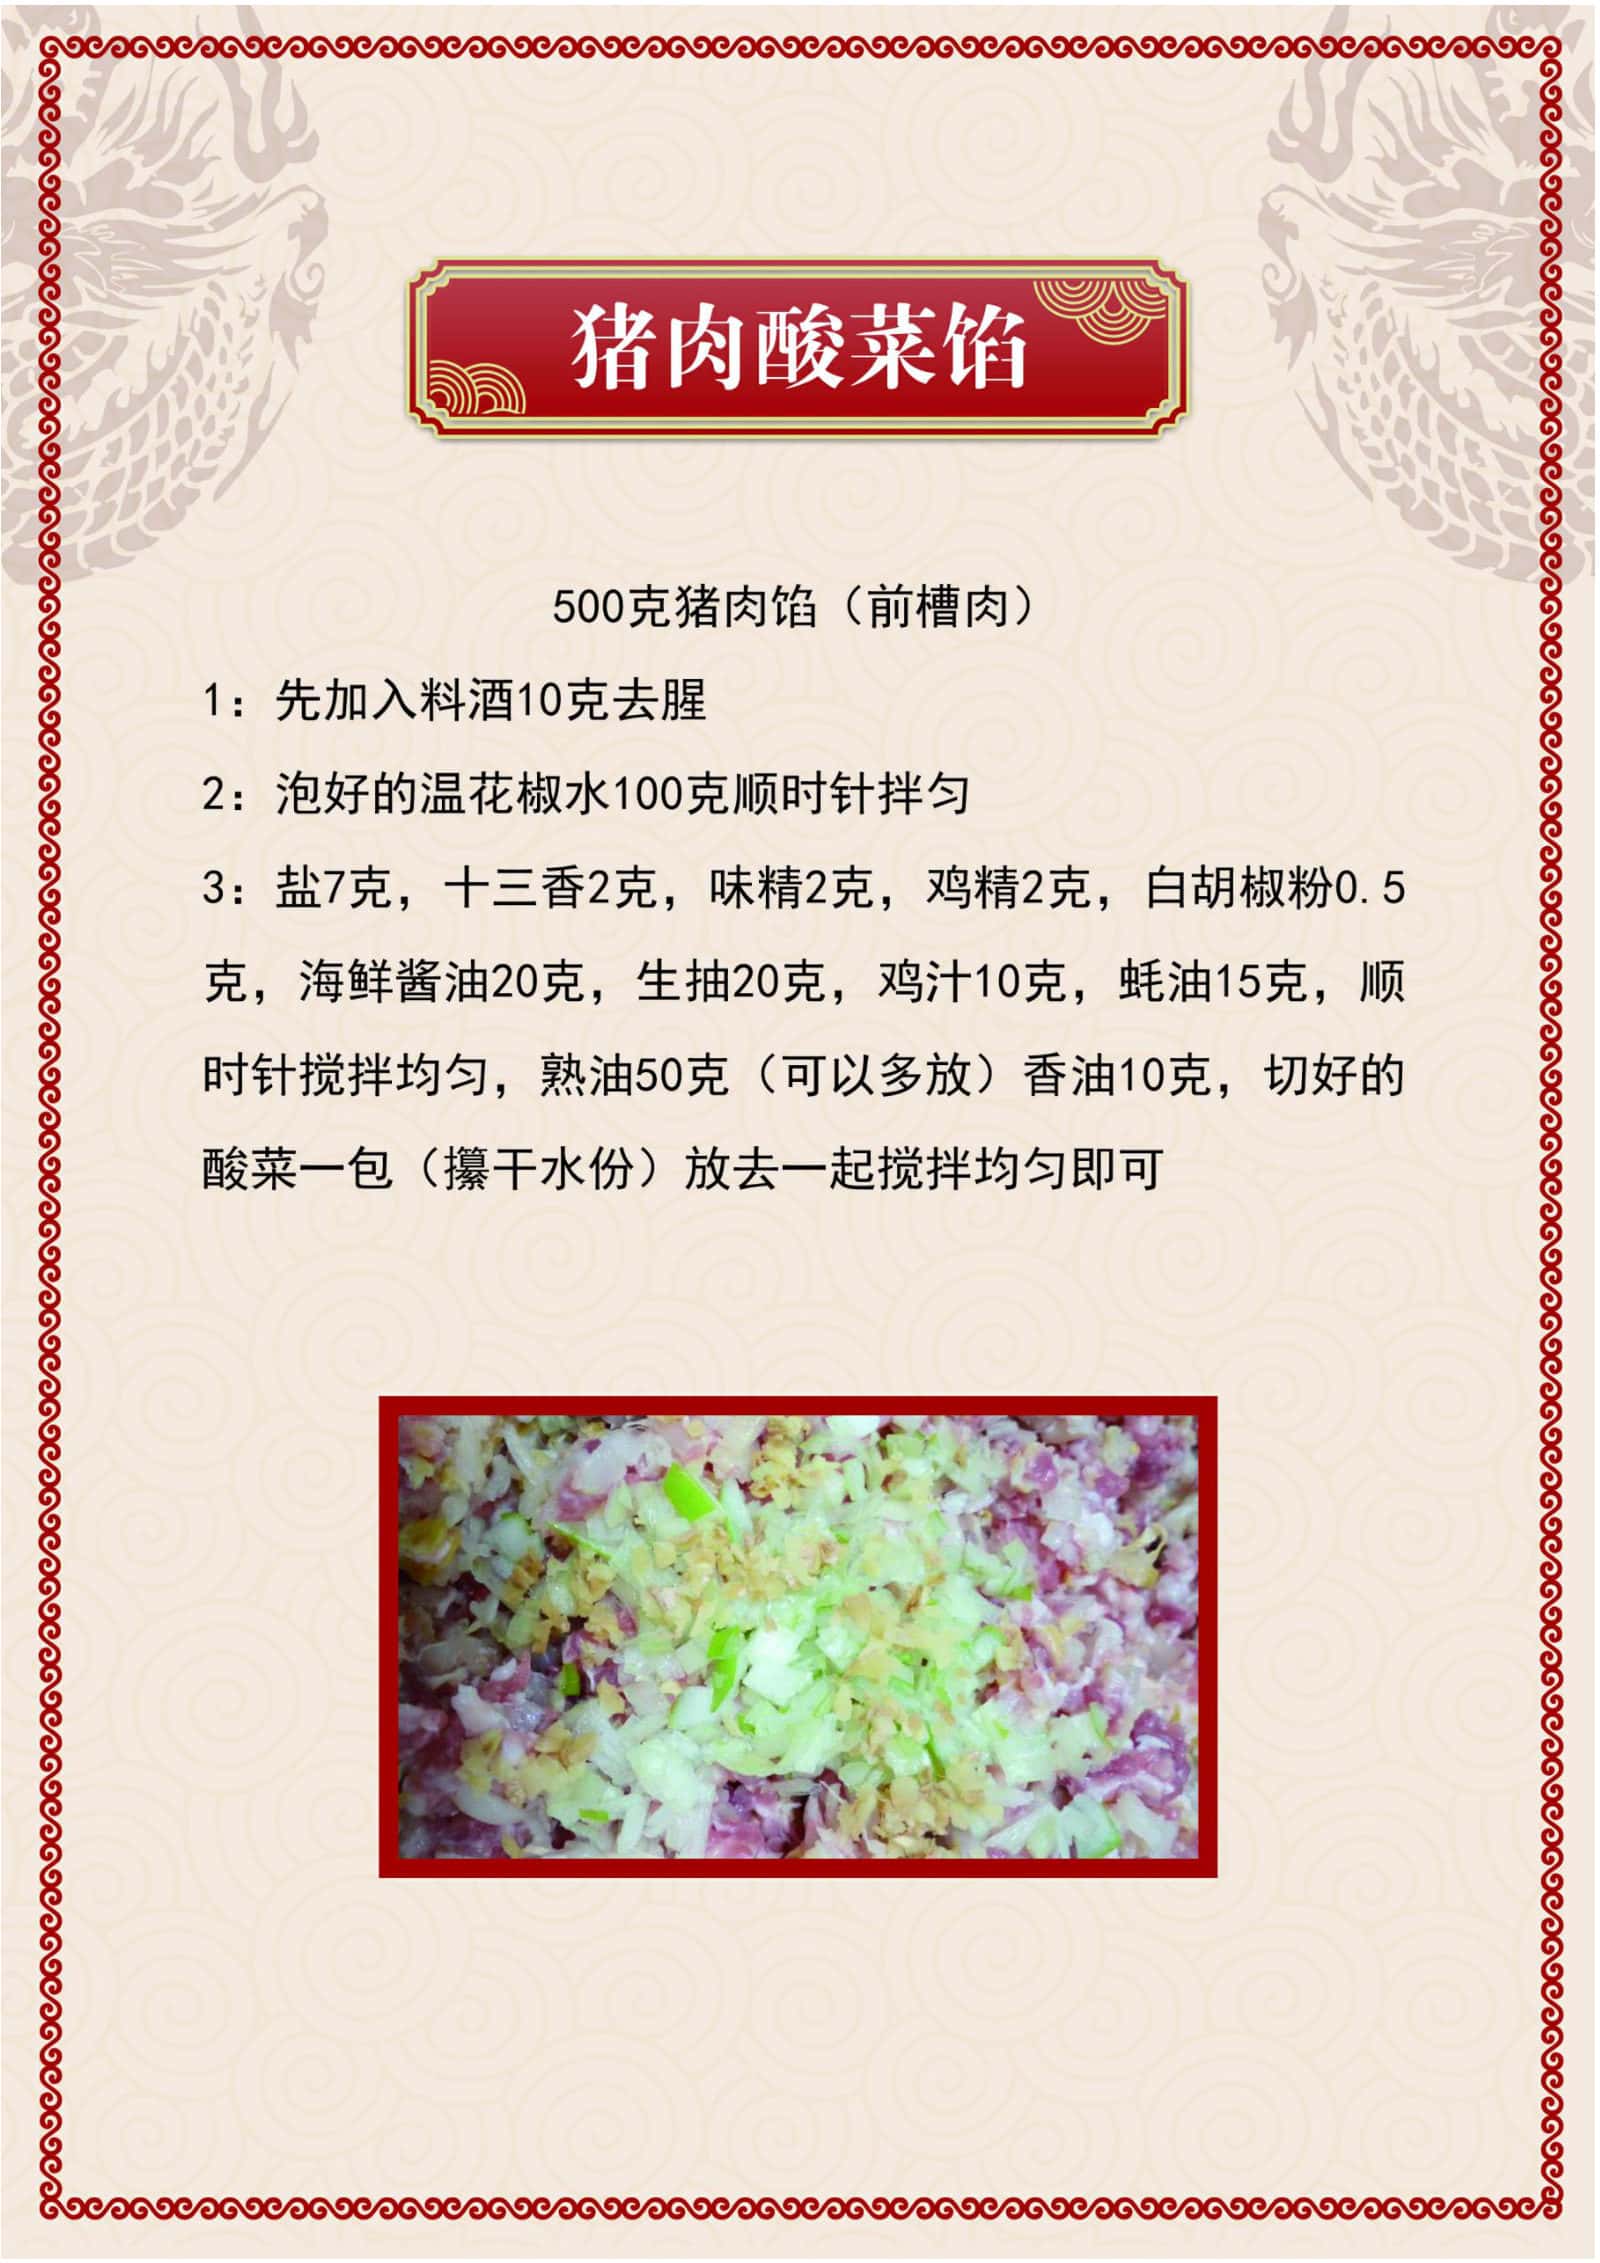 猪肉酸菜馅
500克猪肉馅（前槽肉）
1：先加入料酒10克去腥
2：泡好的温花椒水100克顺时针拌匀
3：盐7克，十三香2克，味精2克，鸡精2克，白胡椒粉0.5
克，海鲜酱油20克，生抽20克，鸡汁10克，蚝油15克，顺
时针搅拌均匀，熟油50克（可以多放）香油10克，切好的
酸菜一包（攥干水份）放去一起搅拌均匀即可